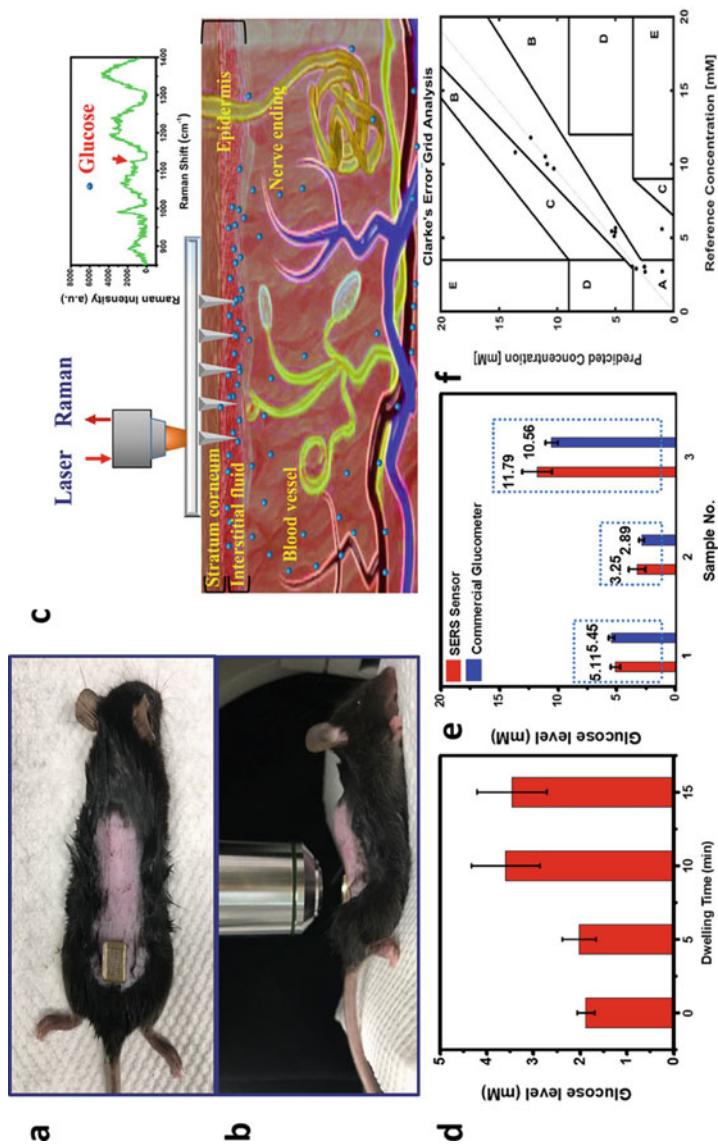 a
b
c
Laser Raman
Glucose
Raman Intensity (a.u.)
8000
6000
4000
2000
0
900 1000 1100 1200 1300 1400
Raman Shift (cm⁻¹)
Stratum corneum
Epidermis
Interstitial fluid
Blood vessel
Nerve ending
d
Glucose level (mM)
5
4
3
2
1
0
0 5 10 15
Dwelling Time (min)
e
Glucose level (mM)
20
15
10
5
0
SERS Sensor
Commercial Glucometer
5.11 5.45
3.25 2.89
11.79 10.56
1 2 3
Sample No.
f
Clarke's Error Grid Analysis
Predicted Concentration [mM]
20
15
10
5
0
E C B B
D D
A C E
0 5 10 15 20
Reference Concentration [mM]